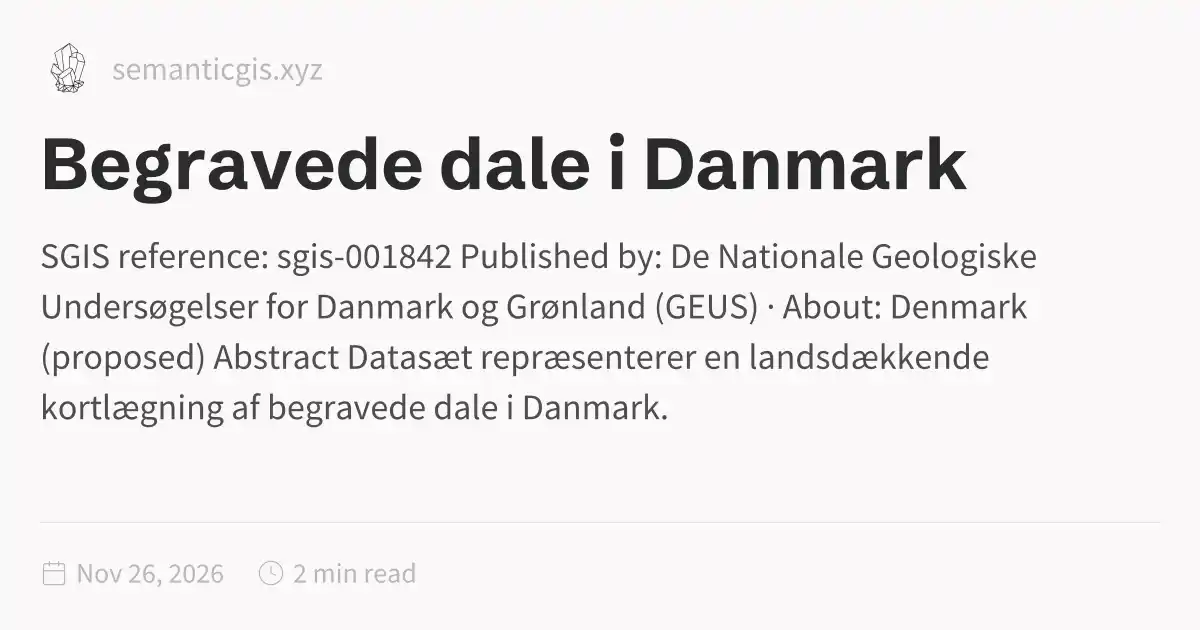 semanticgis.xyz
Begravede dale i Danmark
SGIS reference: sgis-001842 Published by: De Nationale Geologiske
Undersøgelser for Danmark og Grønland (GEUS) · About: Denmark
(proposed) Abstract Datasæt repræsenterer en landsdækkende
kortlægning af begravede dale i Danmark.
Nov 26, 2026 2 min read